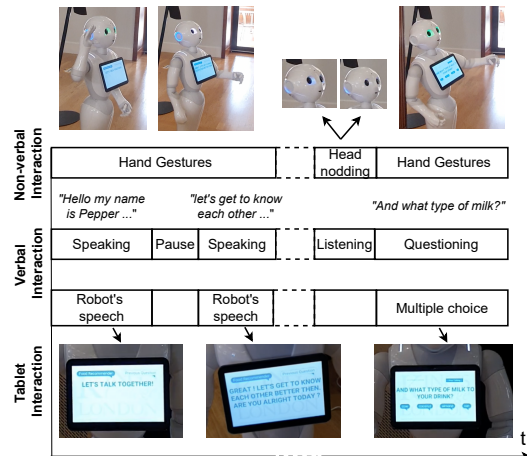 Non-verbal
Interaction
Hand Gestures
Head
nodding
Hand Gestures
"Hello my name
is Pepper ..."
"let's get to know
each other ..."
"And what type of milk?"
Verbal
Interaction
Speaking
Pause
Speaking
Listening
Questioning
Robot's
speech
Robot's
speech
Multiple choice
Tablet
Interaction
LET'S TALK TOGETHER!
GREAT ! LET'S GET TO KNOW
EACH OTHER BETTER THEN.
ARE YOU ALRIGHT TODAY ?
AND WHAT TYPE OF MILK TO
YOUR DRINK?
t